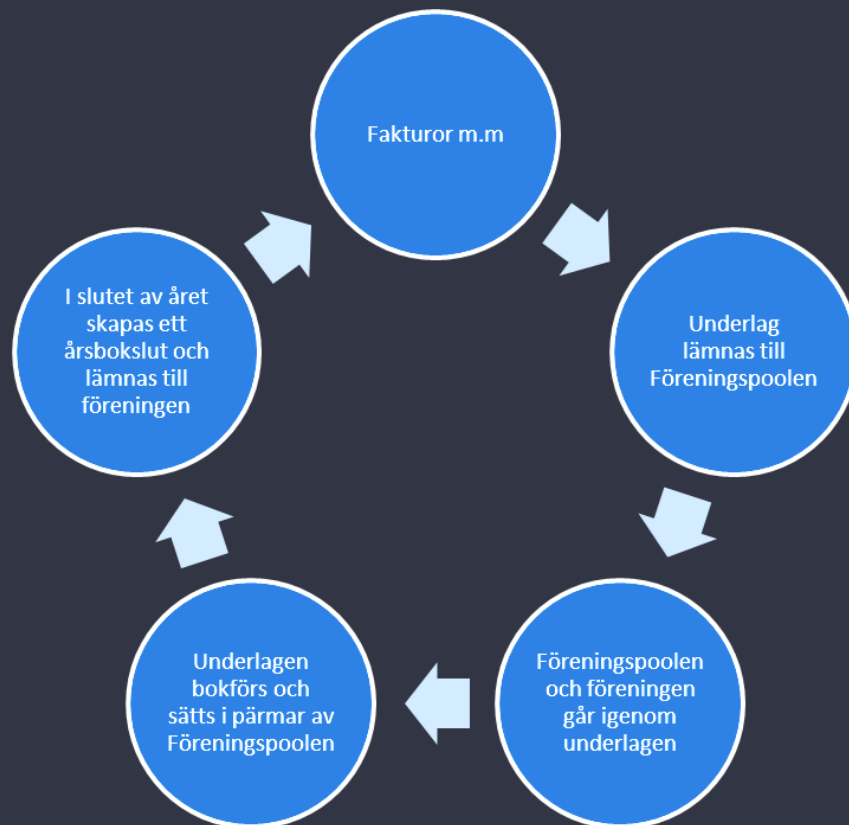 Fakturor m.m
Underlag
lämnas till
Föreningspoolen
Föreningspoolen
och föreningen
går igenom
underlagen
Underlagen
bokförs och
sätts i pärmar av
Föreningspoolen
I slutet av året
skapas ett
årsbokslut och
lämnas till
föreningen